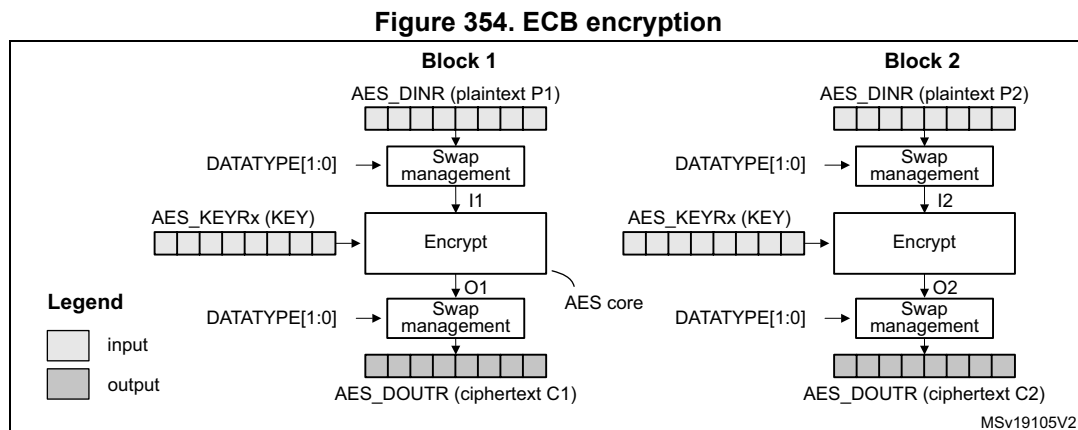 Figure 354. ECB encryption
Block 1
Block 2
AES_DINR (plaintext P1)
AES_DINR (plaintext P2)
DATATYPE[1:0]
Swap
management
DATATYPE[1:0]
Swap
management
I1
I2
AES_KEYRx (KEY)
AES_KEYRx (KEY)
Encrypt
Encrypt
O1
O2
AES core
Legend
DATATYPE[1:0]
Swap
management
DATATYPE[1:0]
Swap
management
input
output
AES_DOUTR (ciphertext C1)
AES_DOUTR (ciphertext C2)
MSv19105V2